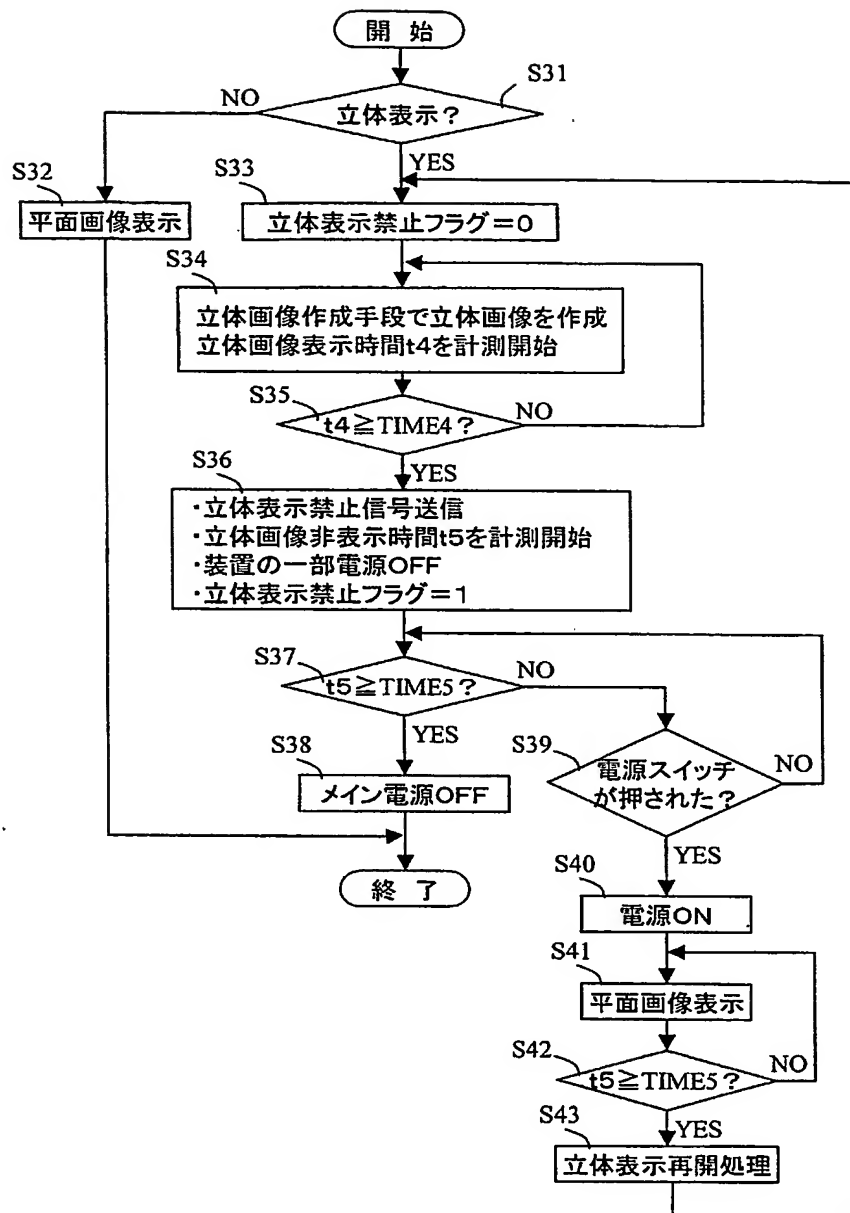 開 始
S31
立体表示？
NO
YES
S32
平面画像表示
S33
立体表示禁止フラグ＝0
S34
立体画像作成手段で立体画像を作成
立体画像表示時間t4を計測開始
S35
t4≧TIME4？
NO
YES
S36
・立体表示禁止信号送信
・立体画像非表示時間t5を計測開始
・装置の一部電源OFF
・立体表示禁止フラグ＝1
S37
t5≧TIME5？
NO
YES
S38
メイン電源OFF
終 了
S39
電源スイッチ
が押された？
NO
YES
S40
電源ON
S41
平面画像表示
S42
t5≧TIME5？
NO
YES
S43
立体表示再開処理